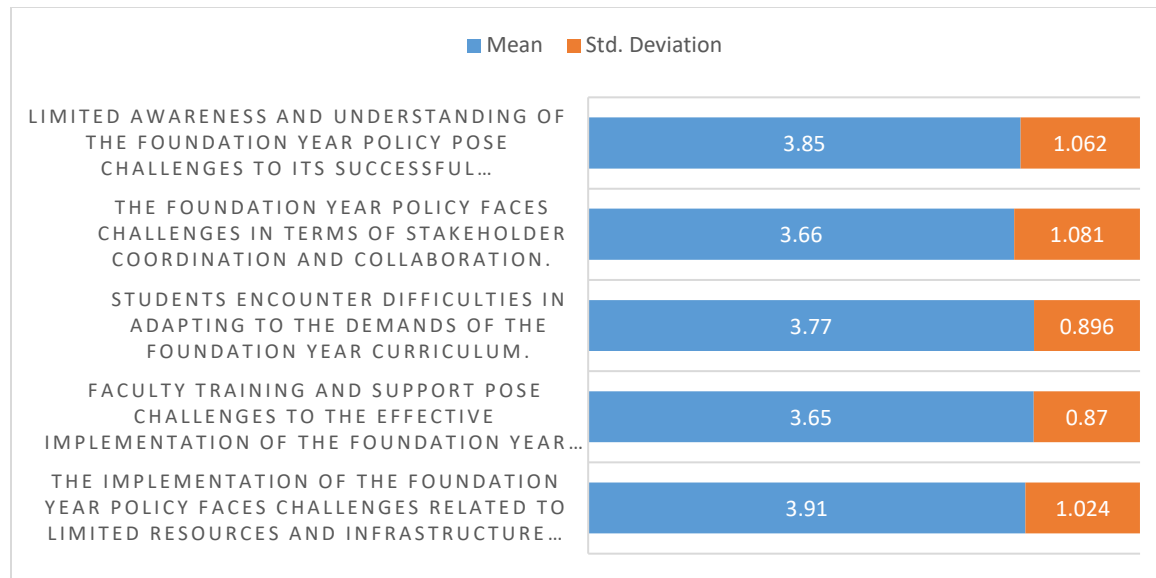 Mean Std. Deviation
LIMITED AWARENESS AND UNDERSTANDING OF
THE FOUNDATION YEAR POLICY POSE
CHALLENGES TO ITS SUCCESSFUL…
3.85 1.062
THE FOUNDATION YEAR POLICY FACES
CHALLENGES IN TERMS OF STAKEHOLDER
COORDINATION AND COLLABORATION.
3.66 1.081
STUDENTS ENCOUNTER DIFFICULTIES IN
ADAPTING TO THE DEMANDS OF THE
FOUNDATION YEAR CURRICULUM.
3.77 0.896
FACULTY TRAINING AND SUPPORT POSE
CHALLENGES TO THE EFFECTIVE
IMPLEMENTATION OF THE FOUNDATION YEAR…
3.65 0.87
THE IMPLEMENTATION OF THE FOUNDATION
YEAR POLICY FACES CHALLENGES RELATED TO
LIMITED RESOURCES AND INFRASTRUCTURE…
3.91 1.024